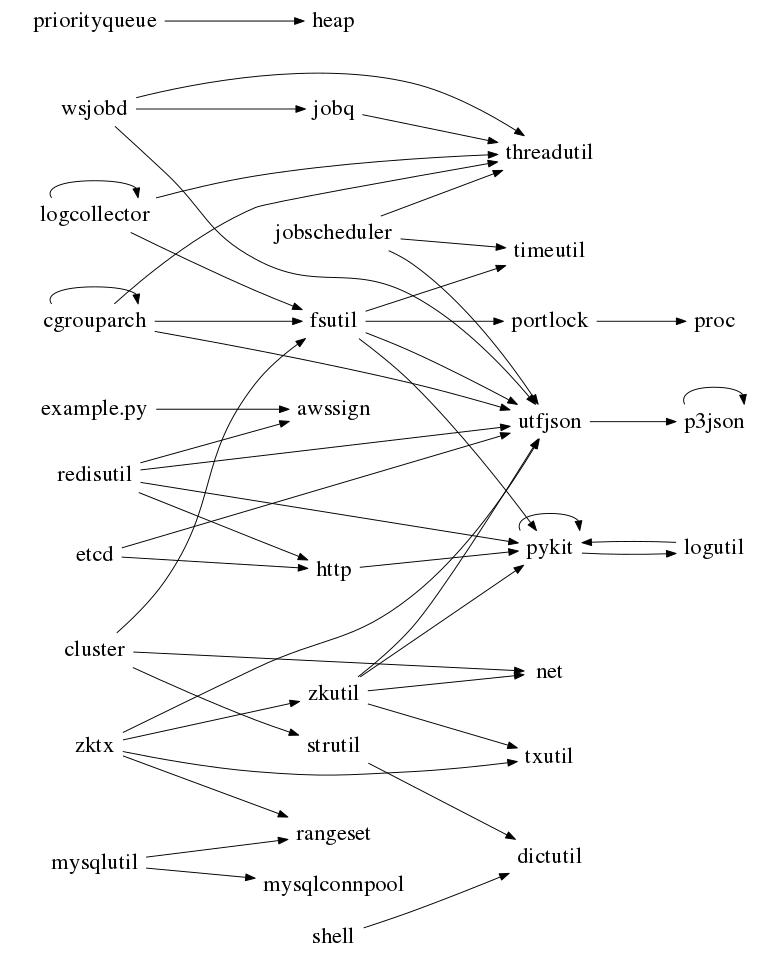 priorityqueue
heap
wsjobd
jobq
threadutil
logcollector
jobscheduler
timeutil
cgrouparch
fsutil
portlock
proc
example.py
awssign
utfjson
p3json
redisutil
etcd
http
pykit
logutil
cluster
net
zkutil
zktx
strutil
txutil
rangeset
mysqlutil
dictutil
mysqlconnpool
shell